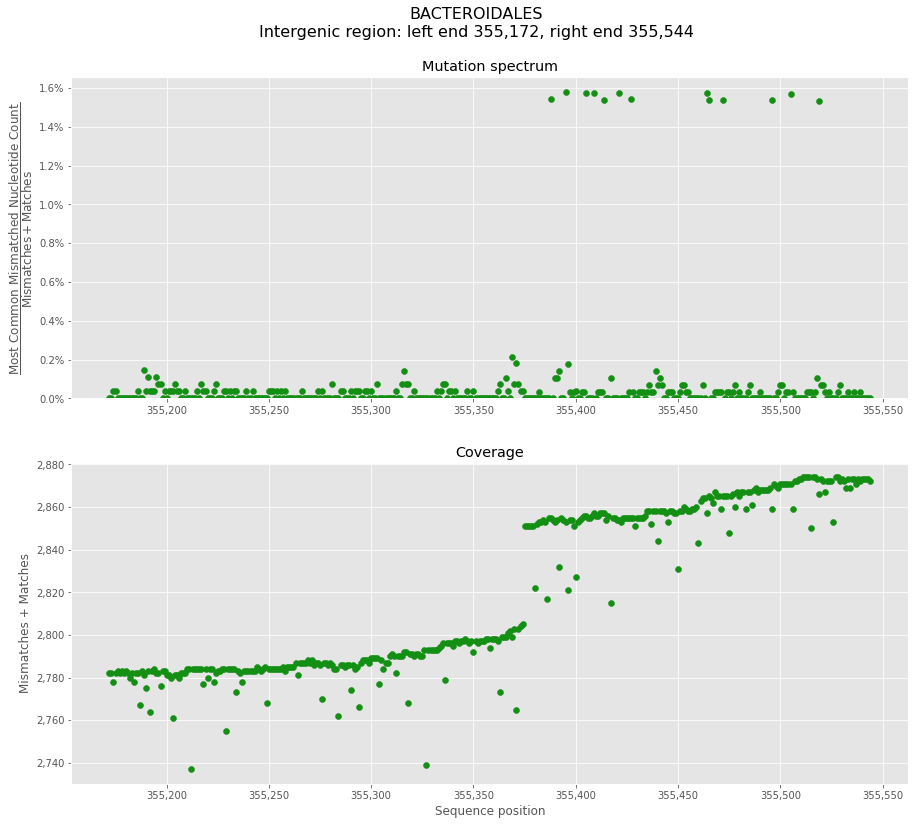 BACTEROIDALES
Intergenic region: left end 355,172, right end 355,544
Mutation spectrum
Most Common Mismatched Nucleotide Count
Mismatches + Matches
1.6%
1.4%
1.2%
1.0%
0.8%
0.6%
0.4%
0.2%
0.0%
355,200 355,250 355,300 355,350 355,400 355,450 355,500 355,550
Coverage
Mismatches + Matches
2,880
2,860
2,840
2,820
2,800
2,780
2,760
2,740
355,200 355,250 355,300 355,350 355,400 355,450 355,500 355,550
Sequence position